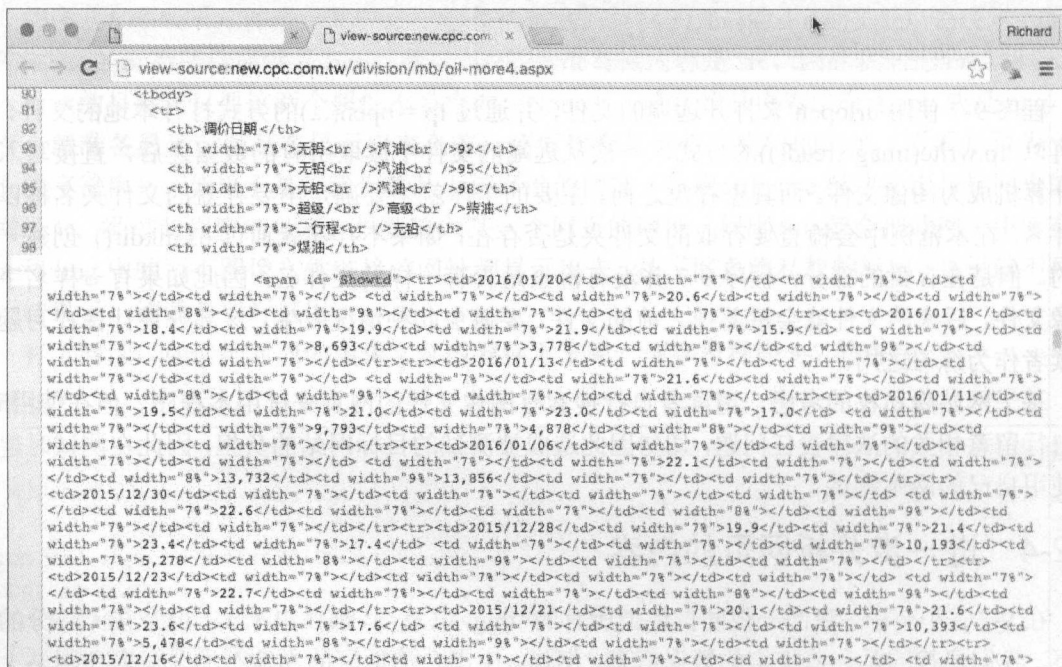 Richard
view-source:new.cpc.com
view-source:new.cpc.com.tw/division/mb/oil-more4.aspx
90 <tbody>
91
92 <th>调价日期</th>
93 <th width="7%">无铅<br />汽油<br />92</th>
94 <th width="7%">无铅<br />汽油<br />95</th>
95 <th width="7%">无铅<br />汽油<br />98</th>
96 <th width="7%">超级/<br />高级<br />柴油</th>
97 <th width="7%">二行程<br />无铅</th>
98 <th width="7%">煤油</th>
<span id="Showtd"><tr><td>2016/01/20</td><td width="7%"></td><td width="7%"></td><td
width="7%"></td><td width="7%"></td> <td width="7%"></td><td width="7%"></td><td width="7%">20.6</td><td width="7%">
</td><td width="8%"></td><td width="9%"></td><td width="7%"></td><td width="7%"></td></tr><tr><td>2016/01/18</td><td
width="7%">18.4</td><td width="7%">19.9</td><td width="7%">21.9</td><td width="7%">15.9</td> <td width="7%"></td><td
width="7%"></td><td width="7%">8,693</td><td width="7%">3,778</td><td width="8%"></td><td width="9%"></td><td
width="7%"></td><td width="7%"></td></tr><tr><td>2016/01/13</td><td width="7%"></td><td width="7%"></td><td
width="7%"></td><td width="7%"></td> <td width="7%"></td><td width="7%"></td><td width="7%">21.6</td><td width="7%">
</td><td width="8%"></td><td width="9%"></td><td width="7%"></td><td width="7%"></td></tr><tr><td>2016/01/11</td><td
width="7%">19.5</td><td width="7%">21.0</td><td width="7%">23.0</td><td width="7%">17.0</td> <td width="7%"></td><td
width="7%"></td><td width="7%">9,793</td><td width="7%">4,878</td><td width="8%"></td><td width="9%"></td><td
width="7%"></td><td width="7%"></td></tr><tr><td>2016/01/06</td><td width="7%"></td><td width="7%"></td><td
width="7%"></td><td width="7%"></td> <td width="7%"></td><td width="7%"></td><td width="7%">22.1</td><td width="7%">
</td><td width="8%">13,732</td><td width="9%">13,856</td><td width="7%"></td><td width="7%"></td></tr><tr>
<td>2015/12/30</td><td width="7%"></td><td width="7%"></td><td width="7%"></td><td width="7%"></td> <td width="7%">
</td><td width="7%"></td><td width="7%">22.6</td><td width="7%"></td><td width="8%"></td><td width="9%"></td><td
width="7%"></td><td width="7%"></td></tr><tr><td>2015/12/28</td><td width="7%">19.9</td><td width="7%">21.4</td><td
width="7%">23.4</td><td width="7%">17.4</td> <td width="7%"></td><td width="7%"></td><td width="7%">10,193</td><td
width="7%">5,278</td><td width="8%"></td><td width="9%"></td><td width="7%"></td><td width="7%"></td></tr><tr>
<td>2015/12/23</td><td width="7%"></td><td width="7%"></td><td width="7%"></td><td width="7%"></td> <td width="7%">
</td><td width="7%"></td><td width="7%">22.7</td><td width="7%"></td><td width="8%"></td><td width="9%"></td><td
width="7%"></td><td width="7%"></td></tr><tr><td>2015/12/21</td><td width="7%">20.1</td><td width="7%">21.6</td><td
width="7%">23.6</td><td width="7%">17.6</td> <td width="7%"></td><td width="7%"></td><td width="7%">10,393</td><td
width="7%">5,478</td><td width="8%"></td><td width="9%"></td><td width="7%"></td><td width="7%"></td></tr><tr>
<td>2015/12/16</td><td width="7%"></td><td width="7%"></td><td width="7%"></td><td width="7%"></td> <td width="7%">